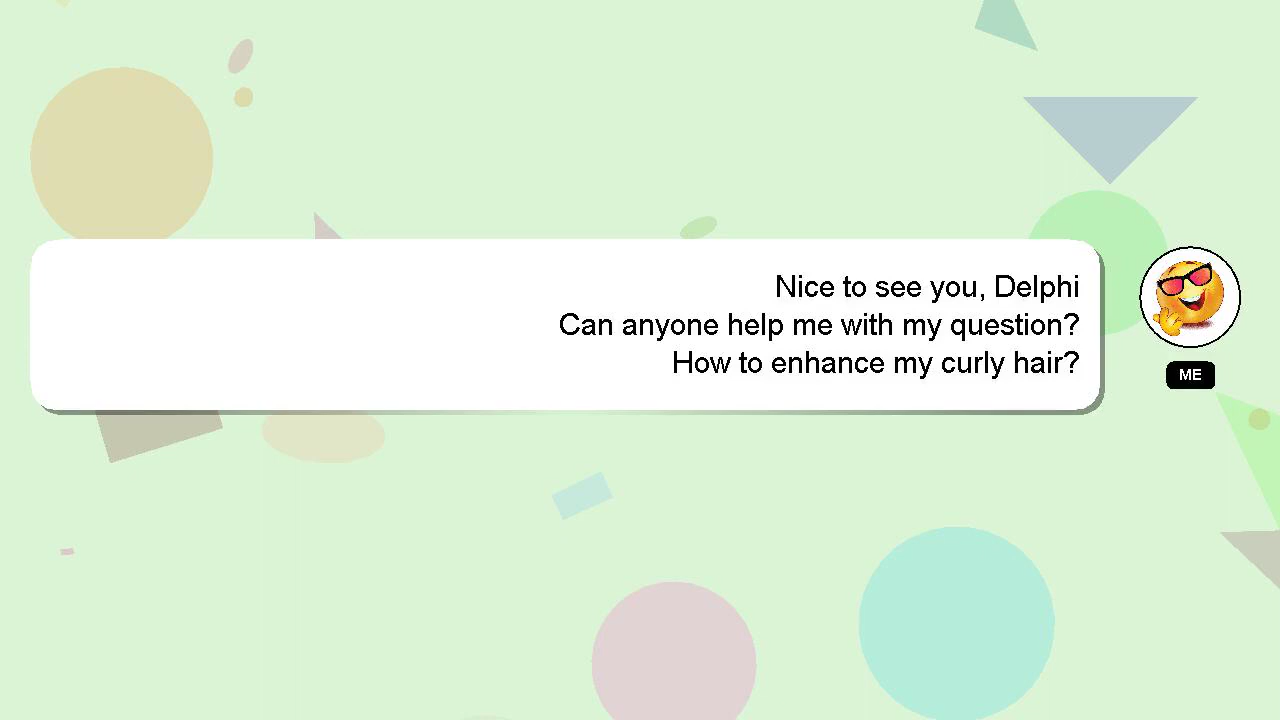 Nice to see you, Delphi
Can anyone help me with my question?
How to enhance my curly hair?
ME